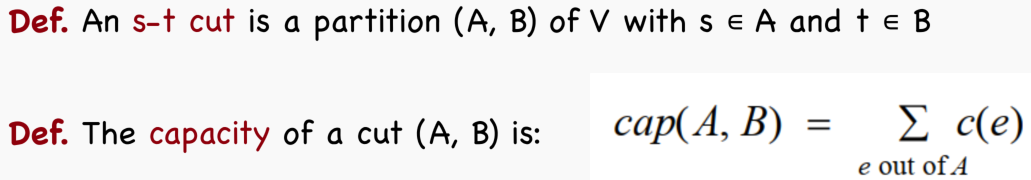 Def. An s-t cut is a partition (A, B) of V with s ∈ A and t ∈ B
Def. The capacity of a cut (A, B) is: cap(A, B) = Σ c(e)
e out of A